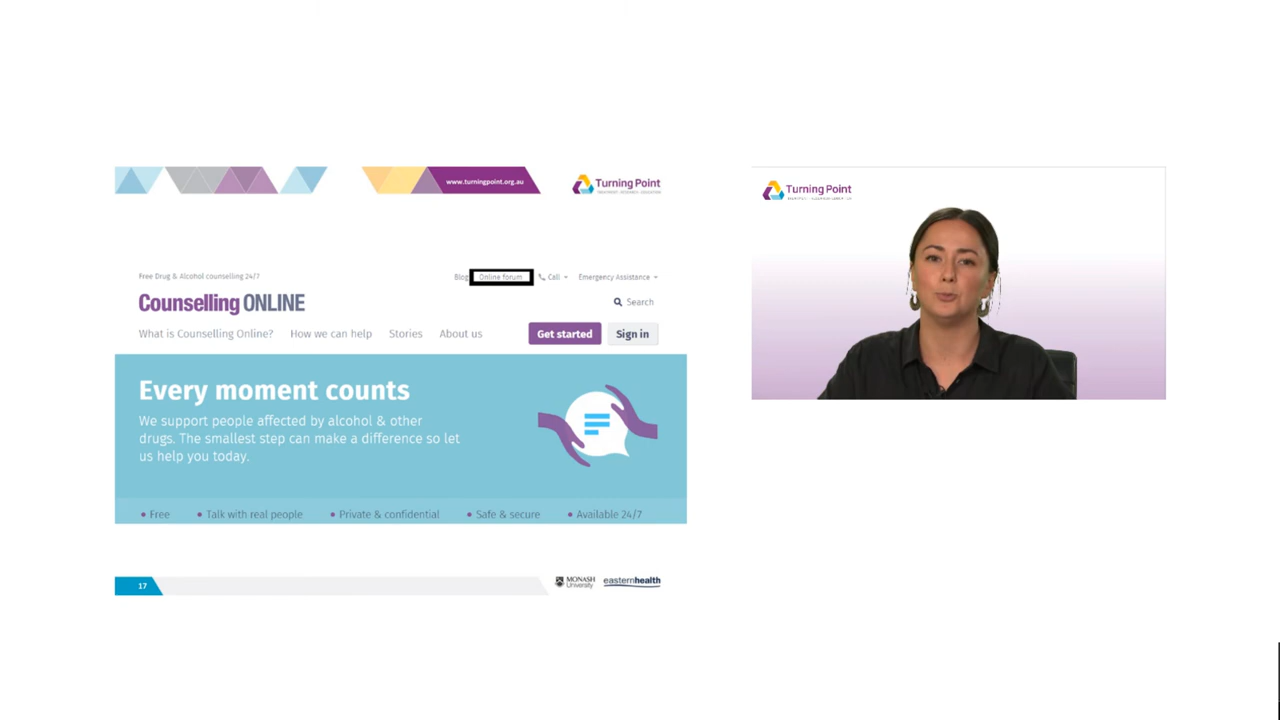 www.turningpoint.org.au
Turning Point
TREATMENT • RESEARCH • EDUCATION
Free Drug & Alcohol counselling 24/7
Blog
Online forum
Call
Emergency Assistance
Counselling ONLINE
Search
What is Counselling Online?
How we can help
Stories
About us
Get started
Sign in
Every moment counts
We support people affected by alcohol & other
drugs. The smallest step can make a difference so let
us help you today.
• Free
• Talk with real people
• Private & confidential
• Safe & secure
• Available 24/7
17
MONASH
University
easternhealth
Turning Point